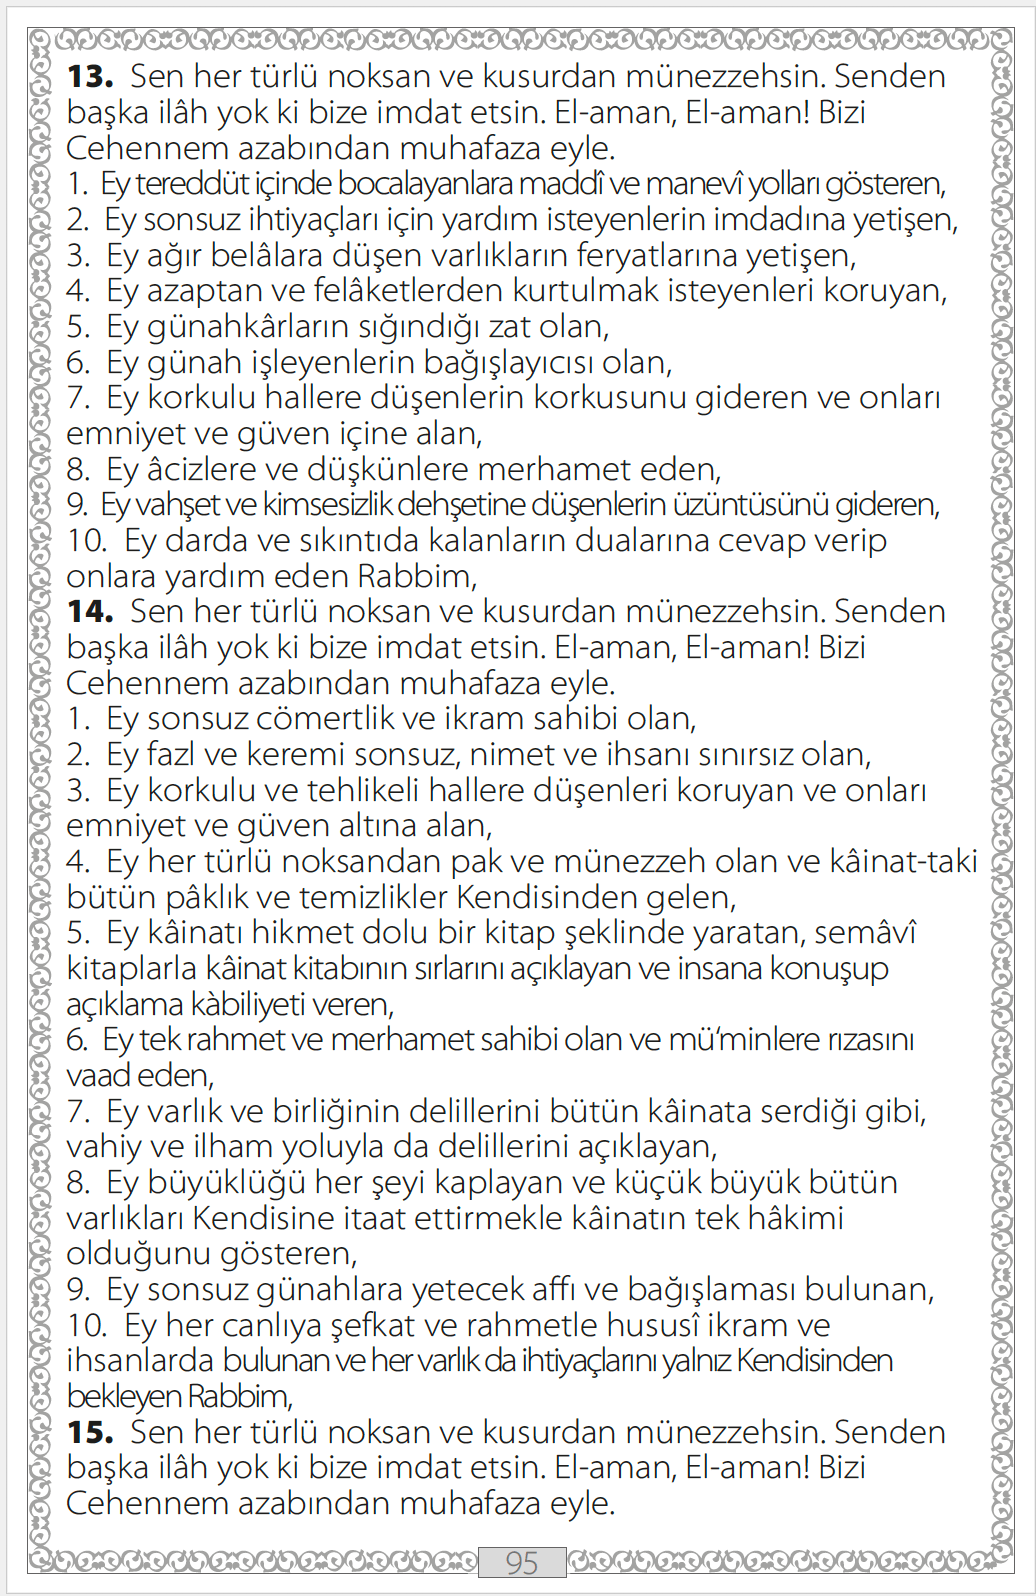 13. Sen her türlü noksan ve kusurdan münezzehsin. Senden
başka ilâh yok ki bize imdat etsin. El-aman, El-aman! Bizi
Cehennem azabından muhafaza eyle.
1. Ey tereddüt içinde bocalayanlara maddî ve manevî yolları gösteren,
2. Ey sonsuz ihtiyaçları için yardım isteyenlerin imdadına yetişen,
3. Ey ağır belâlara düşen varlıkların feryatlarına yetişen,
4. Ey azaptan ve felâketlerden kurtulmak isteyenleri koruyan,
5. Ey günahkârların sığındığı zat olan,
6. Ey günah işleyenlerin bağışlayıcısı olan,
7. Ey korkulu hallere düşenlerin korkusunu gideren ve onları
emniyet ve güven içine alan,
8. Ey âcizlere ve düşkünlere merhamet eden,
9. Ey vahşet ve kimsesizlik dehşetine düşenlerin üzüntüsünü gideren,
10. Ey darda ve sıkıntıda kalanların dualarına cevap verip
onlara yardım eden Rabbim,
14. Sen her türlü noksan ve kusurdan münezzehsin. Senden
başka ilâh yok ki bize imdat etsin. El-aman, El-aman! Bizi
Cehennem azabından muhafaza eyle.
1. Ey sonsuz cömertlik ve ikram sahibi olan,
2. Ey fazl ve keremi sonsuz, nimet ve ihsanı sınırsız olan,
3. Ey korkulu ve tehlikeli hallere düşenleri koruyan ve onları
emniyet ve güven altına alan,
4. Ey her türlü noksandan pak ve münezzeh olan ve kâinat-taki
bütün pâklık ve temizlikler Kendisinden gelen,
5. Ey kâinatı hikmet dolu bir kitap şeklinde yaratan, semâvî
kitaplarla kâinat kitabının sırlarını açıklayan ve insana konuşup
açıklama kàbiliyeti veren,
6. Ey tek rahmet ve merhamet sahibi olan ve mü‘minlere rızasını
vaad eden,
7. Ey varlık ve birliğinin delillerini bütün kâinata serdiği gibi,
vahiy ve ilham yoluyla da delillerini açıklayan,
8. Ey büyüklüğü her şeyi kaplayan ve küçük büyük bütün
varlıkları Kendisine itaat ettirmekle kâinatın tek hâkimi
olduğunu gösteren,
9. Ey sonsuz günahlara yetecek affı ve bağışlaması bulunan,
10. Ey her canlıya şefkat ve rahmetle hususî ikram ve
ihsanlarda bulunan ve her varlık da ihtiyaçlarını yalnız Kendisinden
bekleyen Rabbim,
15. Sen her türlü noksan ve kusurdan münezzehsin. Senden
başka ilâh yok ki bize imdat etsin. El-aman, El-aman! Bizi
Cehennem azabından muhafaza eyle.
95